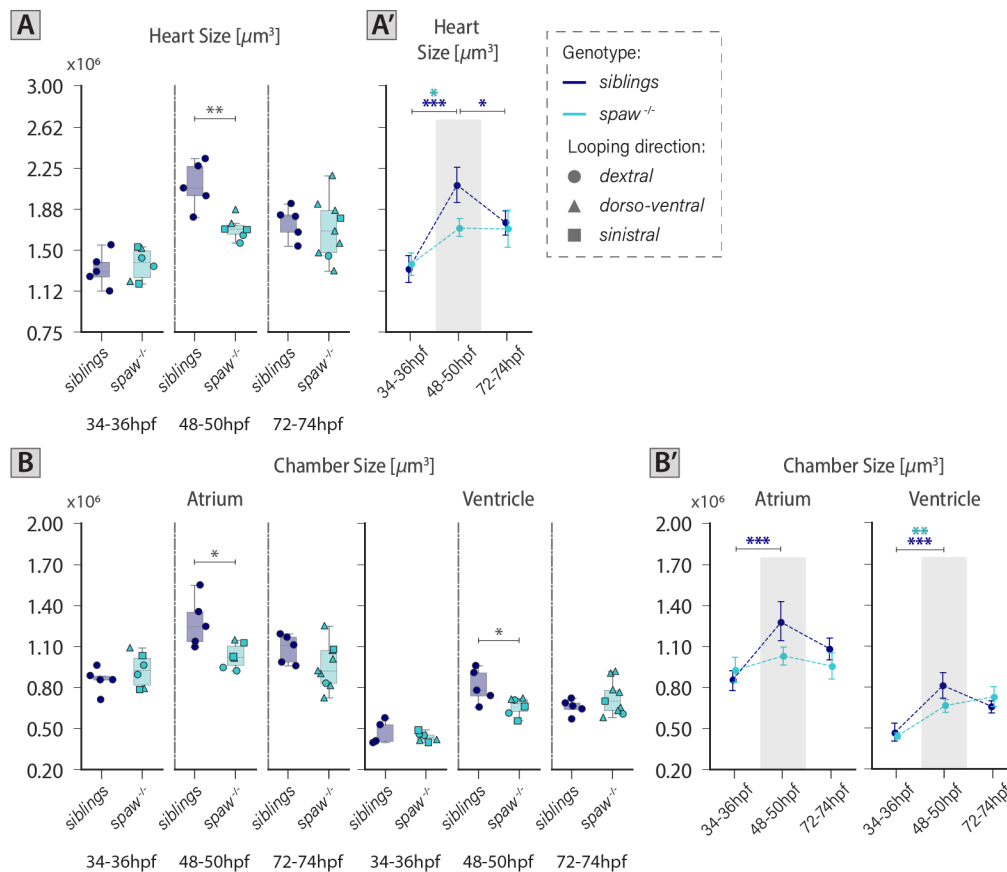 A
Heart Size [µm³]
x10⁶
3.00
2.62
2.25
1.88
1.50
1.12
0.75
**
siblings
spaw⁻/⁻
siblings
spaw⁻/⁻
siblings
spaw⁻/⁻
34-36hpf
48-50hpf
72-74hpf
A′
Heart
Size [µm³]
*
***
*
34-36hpf
48-50hpf
72-74hpf
Genotype:
siblings
spaw⁻/⁻
Looping direction:
dextral
dorso-ventral
sinistral
B
Chamber Size [µm³]
x10⁶
Atrium
Ventricle
2.00
1.70
1.40
1.10
0.80
0.50
0.20
*
*
siblings
spaw⁻/⁻
siblings
spaw⁻/⁻
siblings
spaw⁻/⁻
siblings
spaw⁻/⁻
siblings
spaw⁻/⁻
siblings
spaw⁻/⁻
34-36hpf
48-50hpf
72-74hpf
34-36hpf
48-50hpf
72-74hpf
B′
Chamber Size [µm³]
x10⁶
Atrium
Ventricle
2.00
1.70
1.40
1.10
0.80
0.50
0.20
***
**
***
34-36hpf
48-50hpf
72-74hpf
34-36hpf
48-50hpf
72-74hpf